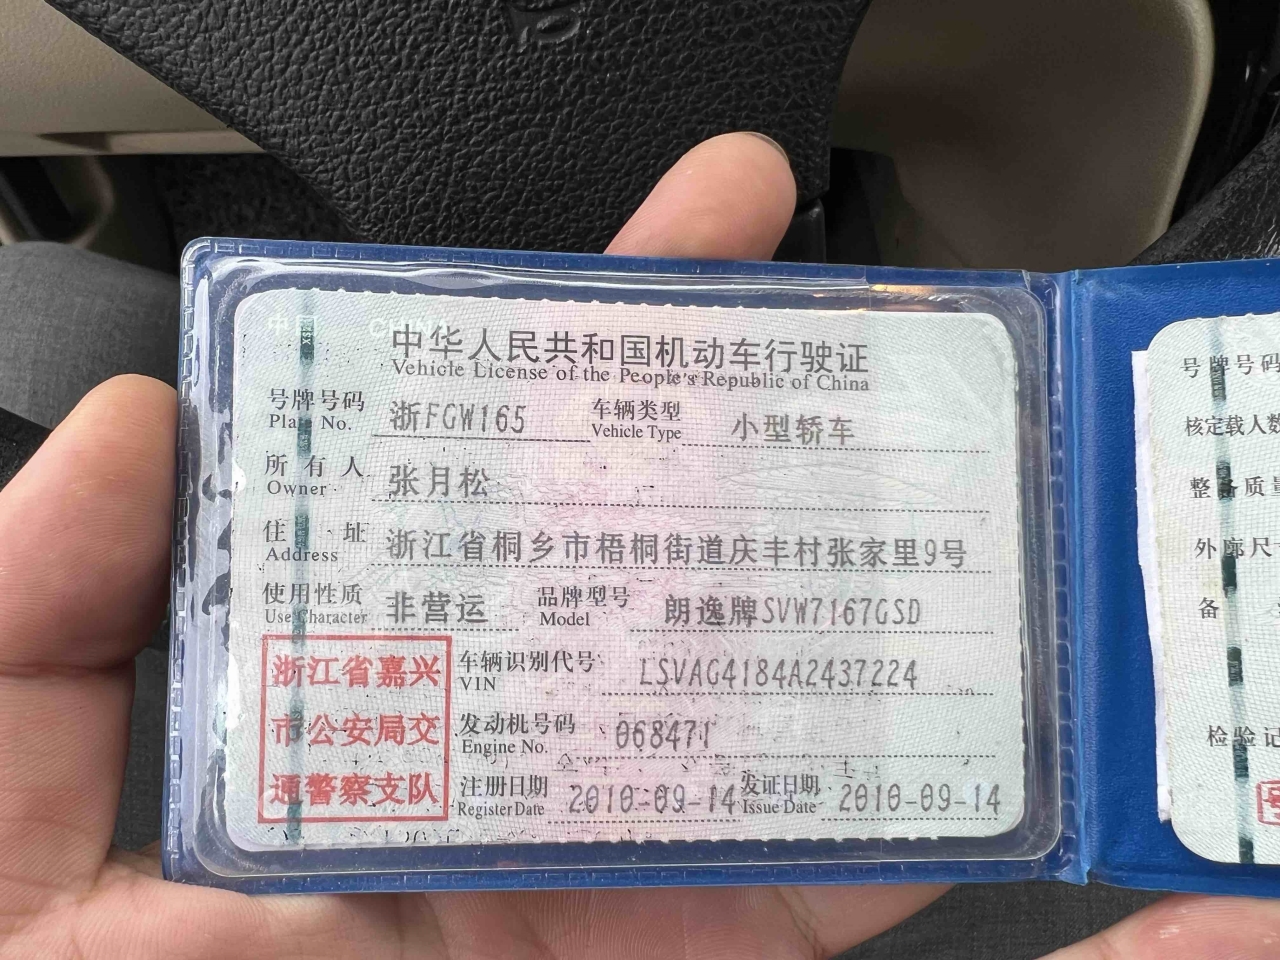 中华人民共和国机动车行驶证
Vehicle License of the People's Republic of China
号牌号码 浙FGW165 车辆类型 小型轿车
Plate No. Vehicle Type
所有人 张月松
Owner
住址 浙江省桐乡市梧桐街道庆丰村张家里9号
Address
使用性质 非营运 品牌型号 朗逸牌SVW7167GSD
Use Character Model
浙江省嘉兴
市公安局交
通警察支队
车辆识别代号 LSVAG4184A2437224
VIN
发动机号码 068471
Engine No.
注册日期 2010-09-14 发证日期 2010-09-14
Register Date Issue Date
号牌号码
核定载人数
整备质量
外廓尺寸
备
检验记